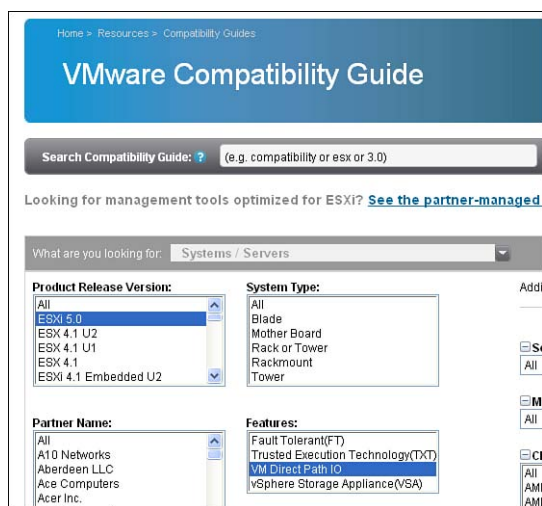 Home > Resources > Compatibility Guides
VMware Compatibility Guide
Search Compatibility Guide: ? (e.g. compatibility or esx or 3.0)
Looking for management tools optimized for ESXi? See the partner-managed
What are you looking for: Systems / Servers
Product Release Version:
All
ESXi 5.0
ESX 4.1 U2
ESX 4.1 U1
ESX 4.1
ESXi 4.1 Embedded U2
System Type:
All
Blade
Mother Board
Rack or Tower
Rackmount
Tower
Addi
Partner Name:
All
A10 Networks
Aberdeen LLC
Ace Computers
Acer Inc.
Features:
Fault Tolerant(FT)
Trusted Execution Technology(TXT)
VM Direct Path IO
vSphere Storage Appliance(VSA)
So
All
M
All
C
All
AM
AM